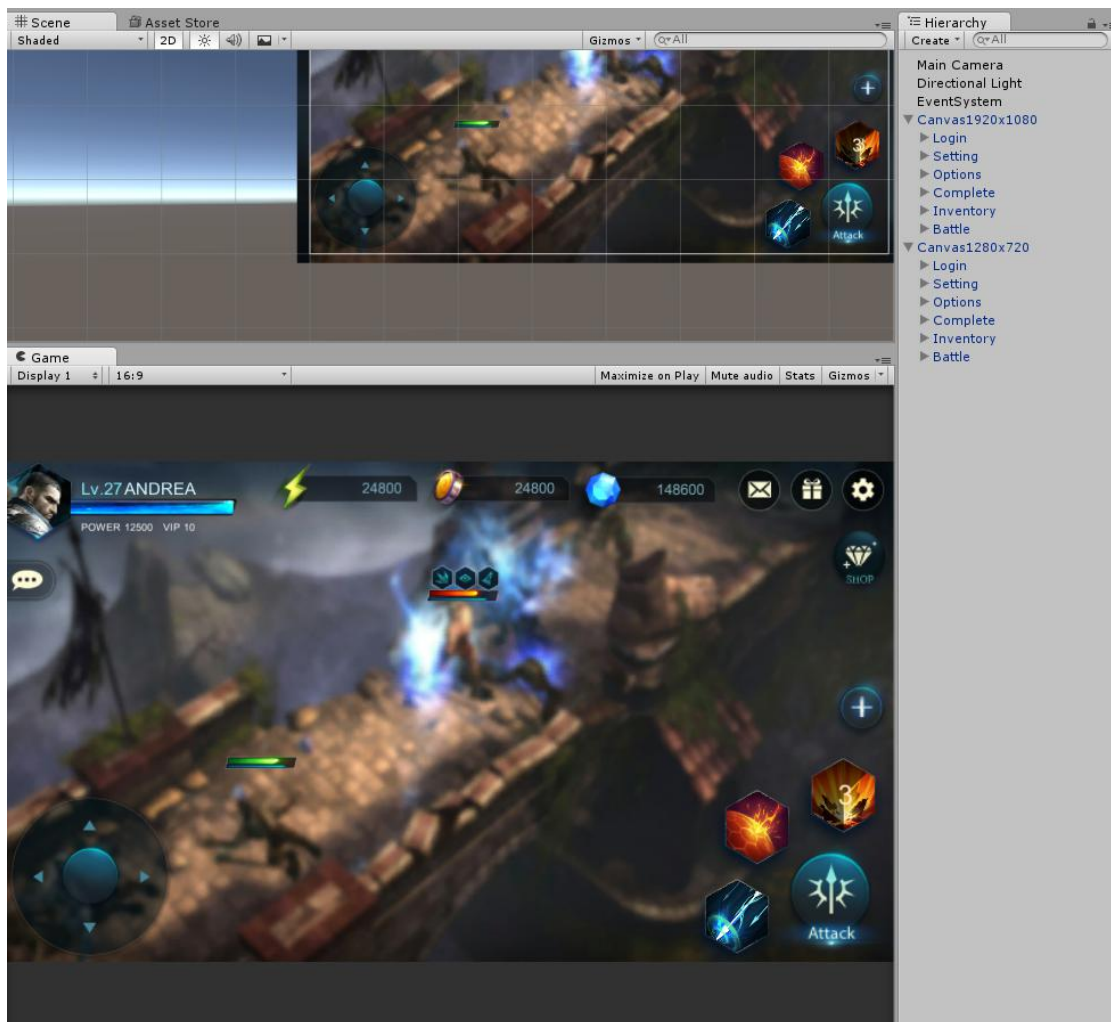 Scene
Asset Store
Shaded
2D
Gizmos
All
3
Attack
Game
Display 1
16:9
Maximize on Play
Mute audio
Stats
Gizmos
Lv.27 ANDREA
24800
24800
148600
POWER 12500 VIP 10
SHOP
3
Attack
Hierarchy
Create
All
Main Camera
Directional Light
EventSystem
Canvas1920x1080
Login
Setting
Options
Complete
Inventory
Battle
Canvas1280x720
Login
Setting
Options
Complete
Inventory
Battle